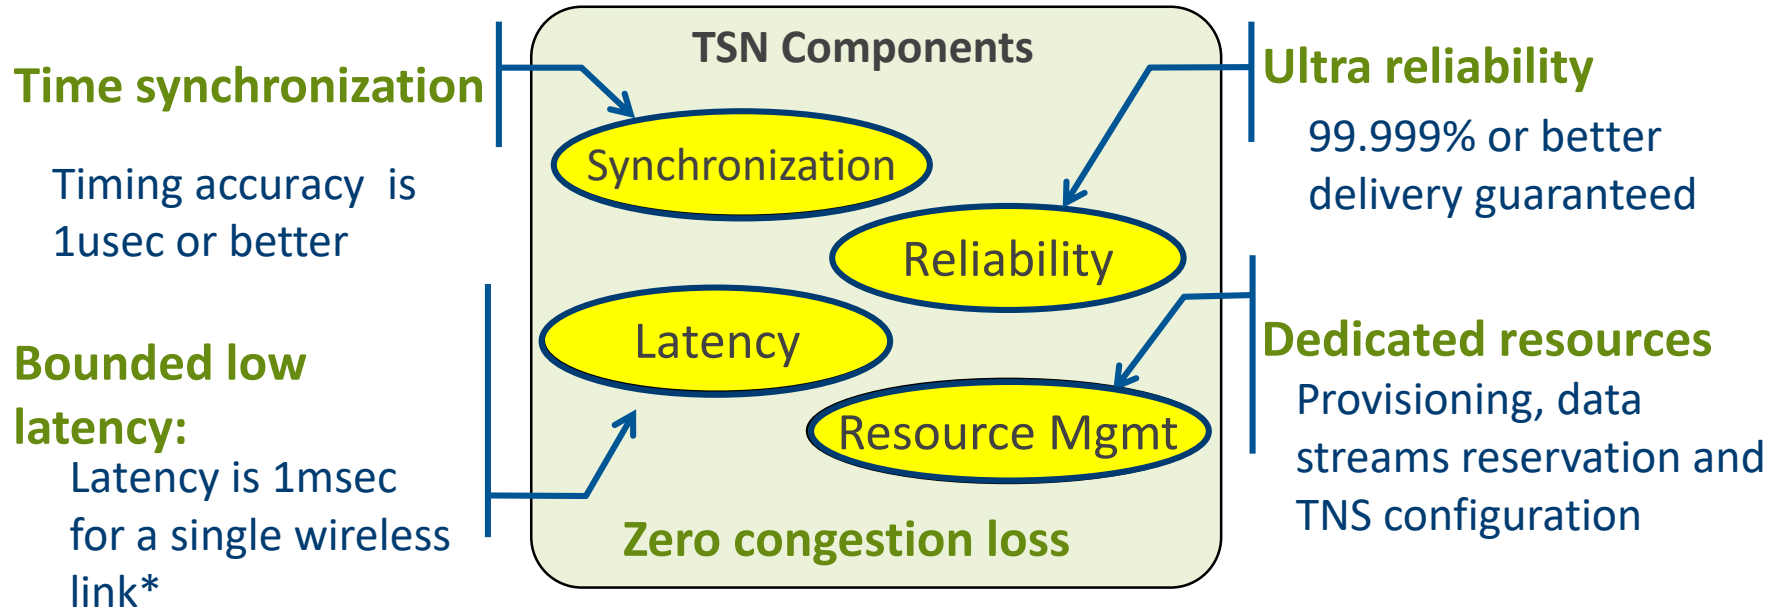 TSN Components
Time synchronization
Timing accuracy  is
1usec or better
Bounded low
latency:
Latency is 1msec
for a single wireless
link*
Synchronization
Reliability
Latency
Resource Mgmt
Zero congestion loss
Ultra reliability
99.999% or better
delivery guaranteed
Dedicated resources
Provisioning, data
streams reservation and
TNS configuration